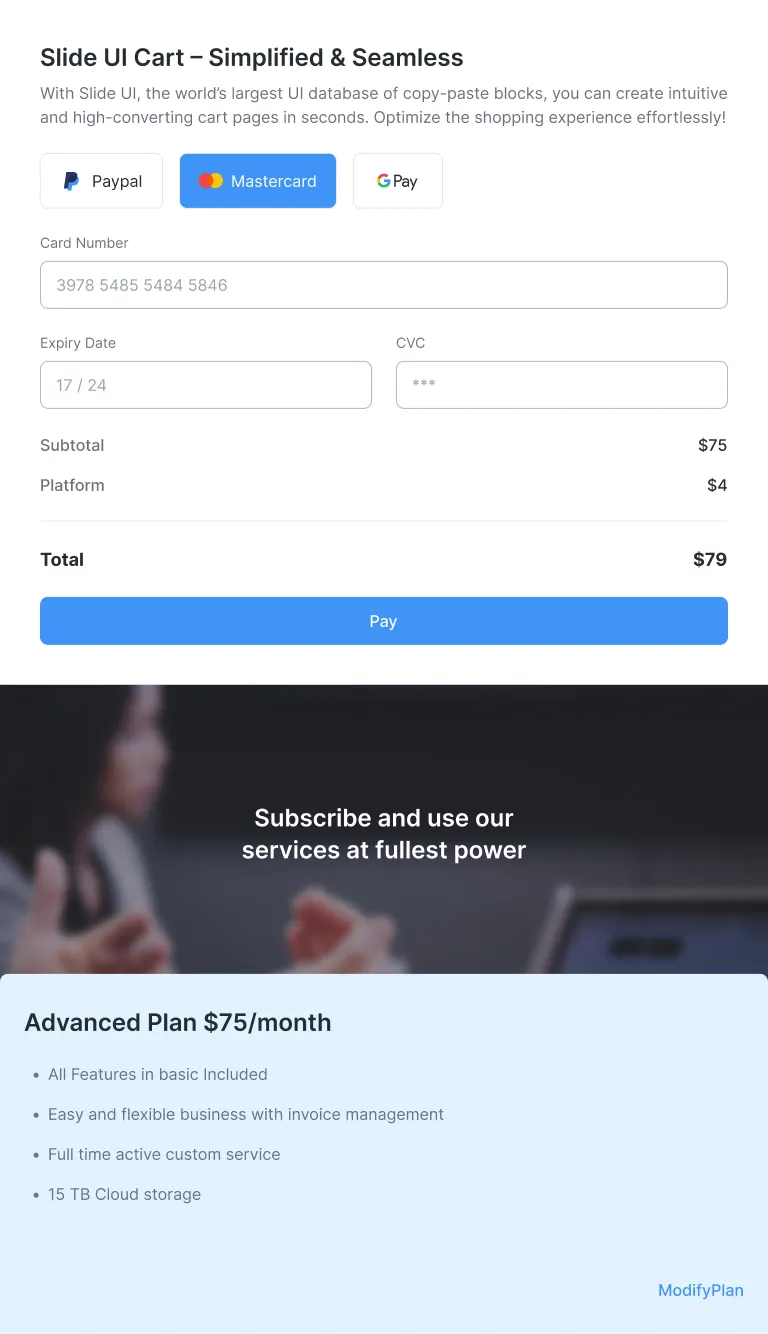 Slide UI Cart – Simplified & Seamless
With Slide UI, the world’s largest UI database of copy-paste blocks, you can create intuitive
and high-converting cart pages in seconds. Optimize the shopping experience effortlessly!
Paypal
Mastercard
G Pay
Card Number
3978 5485 5484 5846
Expiry Date
CVC
17 / 24
***
Subtotal
$75
Platform
$4
Total
$79
Pay
Subscribe and use our
services at fullest power
Advanced Plan $75/month
• All Features in basic Included
• Easy and flexible business with invoice management
• Full time active custom service
• 15 TB Cloud storage
ModifyPlan